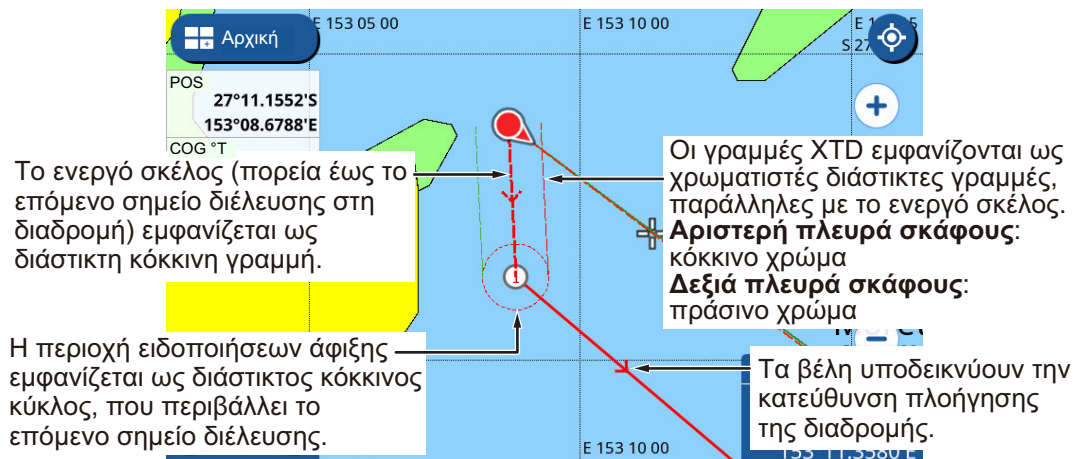 E 153 05 00
E 153 10 00
Αρχική
POS
27°11.1552'S
153°08.6788'E
COG °T
Το ενεργό σκέλος (πορεία έως το
επόμενο σημείο διέλευσης στη
διαδρομή) εμφανίζεται ως
διάστικτη κόκκινη γραμμή.
Οι γραμμές XTD εμφανίζονται ως
χρωματιστές διάστικτες γραμμές,
παράλληλες με το ενεργό σκέλος.
Αριστερή πλευρά σκάφους:
κόκκινο χρώμα
Δεξιά πλευρά σκάφους:
πράσινο χρώμα
1
Η περιοχή ειδοποιήσεων άφιξης
εμφανίζεται ως διάστικτος κόκκινος
κύκλος, που περιβάλλει το
επόμενο σημείο διέλευσης.
Τα βέλη υποδεικνύουν την
κατεύθυνση πλοήγησης
της διαδρομής.
E 153 10 00